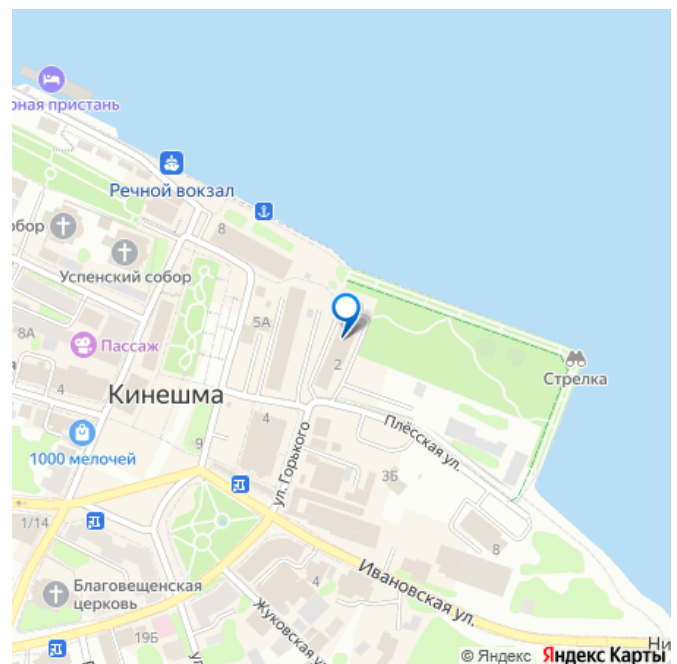 рная пристань
Речной вокзал
8
обор
Успенский собор
5А
8А
Пассаж
2
Стрелка
4
Кинешма
4
Плёсская ул.
1000 мелочей
9
ул. Горького
3Б
1/14
8
Ивановская ул.
4
Благовещенская
церковь
19Б
Жуковская ул.
Ни
© Яндекс Яндекс Карты